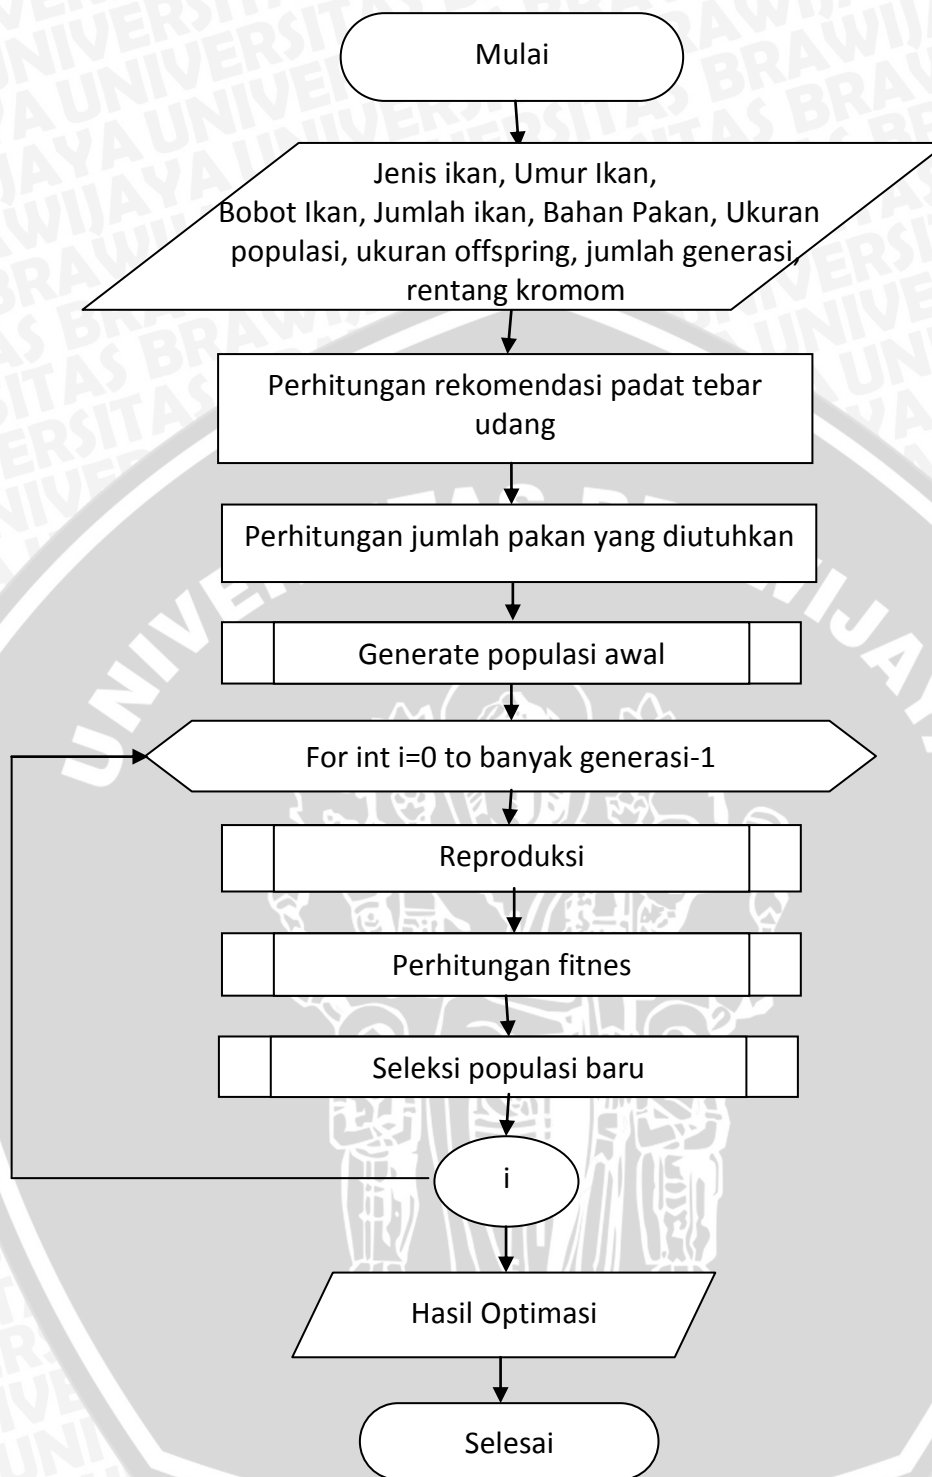 Mulai
Jenis ikan, Umur Ikan,
Bobot Ikan, Jumlah ikan, Bahan Pakan, Ukuran
populasi, ukuran offspring, jumlah generasi,
rentang kromom
Perhitungan rekomendasi padat tebar
udang
Perhitungan jumlah pakan yang diutuhkan
Generate populasi awal
For int i=0 to banyak generasi-1
Reproduksi
Perhitungan fitnes
Seleksi populasi baru
i
Hasil Optimasi
Selesai